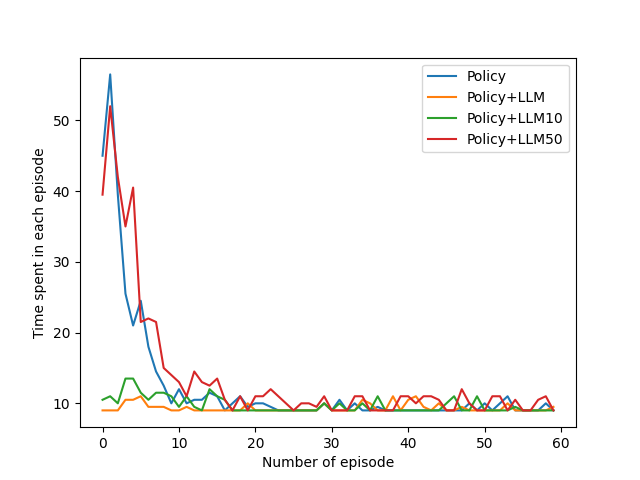 Policy
Policy+LLM
Policy+LLM10
Policy+LLM50
50
40
30
20
10
Time spent in each episode
0 10 20 30 40 50 60
Number of episode